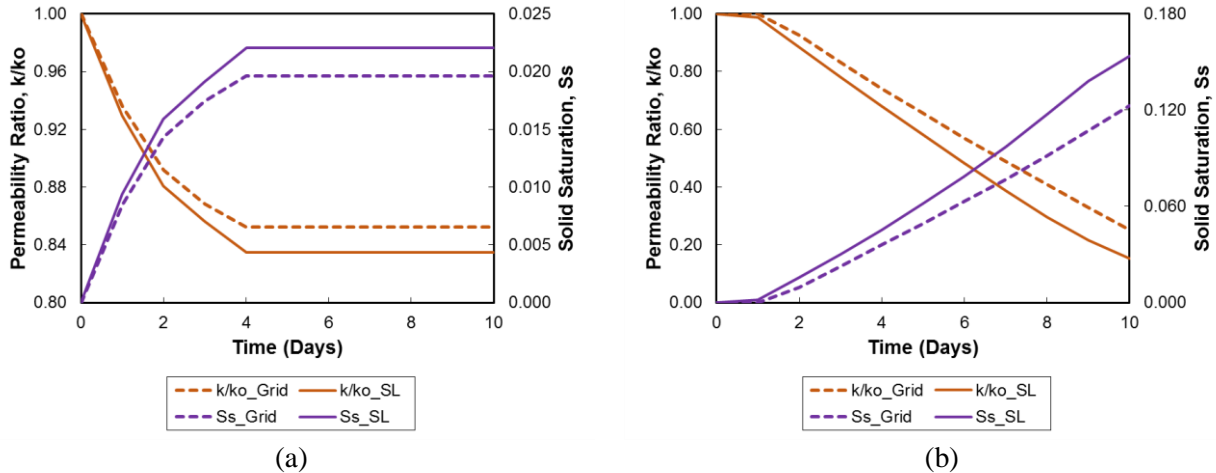 (a)
1.00
0.96
0.92
0.88
0.84
0.80
Permeability Ratio, k/ko
0.025
0.020
0.015
0.010
0.005
0.000
Solid Saturation, Ss
0 2 4 6 8 10
Time (Days)
k/ko_Grid k/ko_SL
Ss_Grid Ss_SL
(a)
1.00
0.80
0.60
0.40
0.20
0.00
Permeability Ratio, k/ko
0.180
0.120
0.060
0.000
Solid Saturation, Ss
0 2 4 6 8 10
Time (Days)
k/ko_Grid k/ko_SL
Ss_Grid Ss_SL
(b)